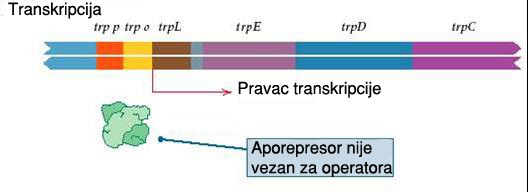 Transkripcija
trp p trp o trpL trpE trpD trpC
Pravac transkripcije
Aporepresor nije
vezan za operatora